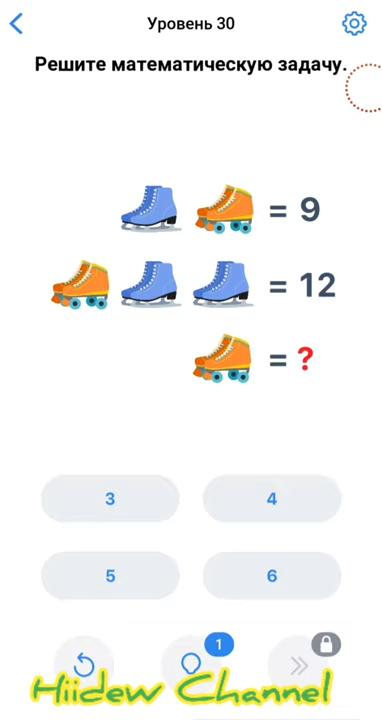 Уровень 30
Решите математическую задачу.
= 9
= 12
= ?
3 4
5 6
1
Hiidew Channel